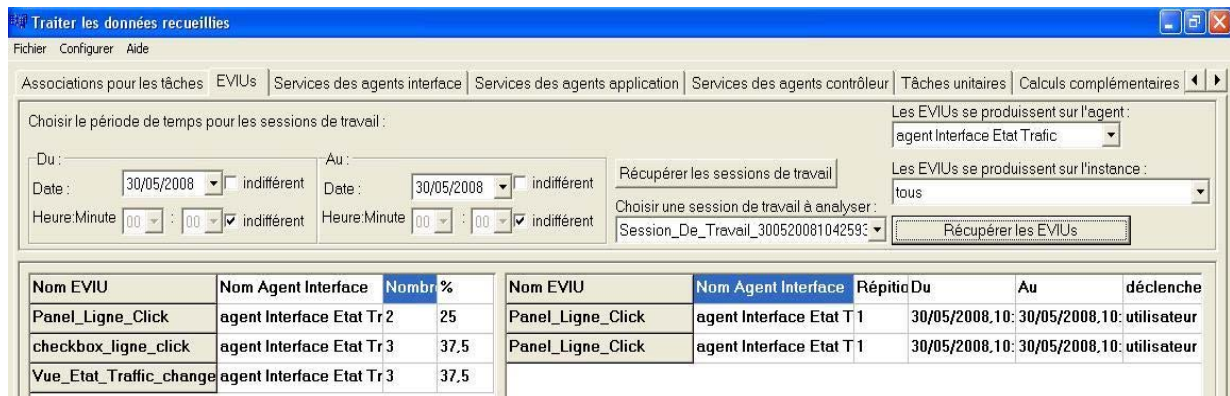 Traiter les données recueillies
Fichier Configurer Aide
Associations pour les tâches EVIUs Services des agents interface Services des agents application Services des agents contrôleur Tâches unitaires Calculs complémentaires
Choisir le période de temps pour les sessions de travail :
Les EVIUs se produissent sur l'agent :
agent Interface Etat Trafic
Du :
Au :
Date : 30/05/2008 indifférent
Date : 30/05/2008 indifférent
Récupérer les sessions de travail
Les EVIUs se produissent sur l'instance :
tous
Heure:Minute 00 : 00 indifférent
Heure:Minute 00 : 00 indifférent
Choisir une session de travail à analyser :
Session_De_Travail_30052008104259
Récupérer les EVIUs
Nom EVIU Nom Agent Interface Nombr %
Panel_Ligne_Click agent Interface Etat Tr 2 25
checkbox_ligne_click agent Interface Etat Tr 3 37,5
Vue_Etat_Traffic_change agent Interface Etat Tr 3 37,5
Nom EVIU Nom Agent Interface Répitio Du Au déclenche
Panel_Ligne_Click agent Interface Etat T 1 30/05/2008,10: 30/05/2008,10: utilisateur
Panel_Ligne_Click agent Interface Etat T 1 30/05/2008,10: 30/05/2008,10: utilisateur